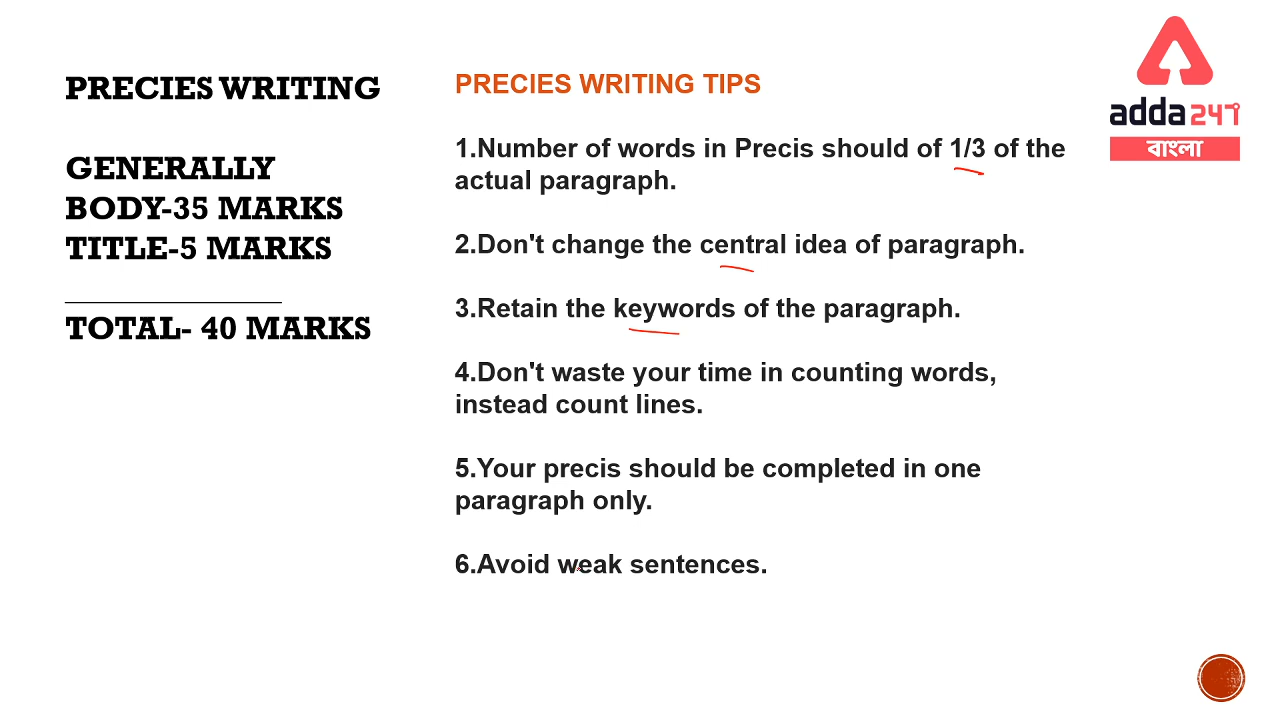 PRECIES WRITING
GENERALLY
BODY-35 MARKS
TITLE-5 MARKS
TOTAL- 40 MARKS
PRECIES WRITING TIPS
1.Number of words in Precis should of 1/3 of the
actual paragraph.
2.Don't change the central idea of paragraph.
3.Retain the keywords of the paragraph.
4.Don't waste your time in counting words,
instead count lines.
5.Your precis should be completed in one
paragraph only.
6.Avoid weak sentences.
adda247
বাংলা